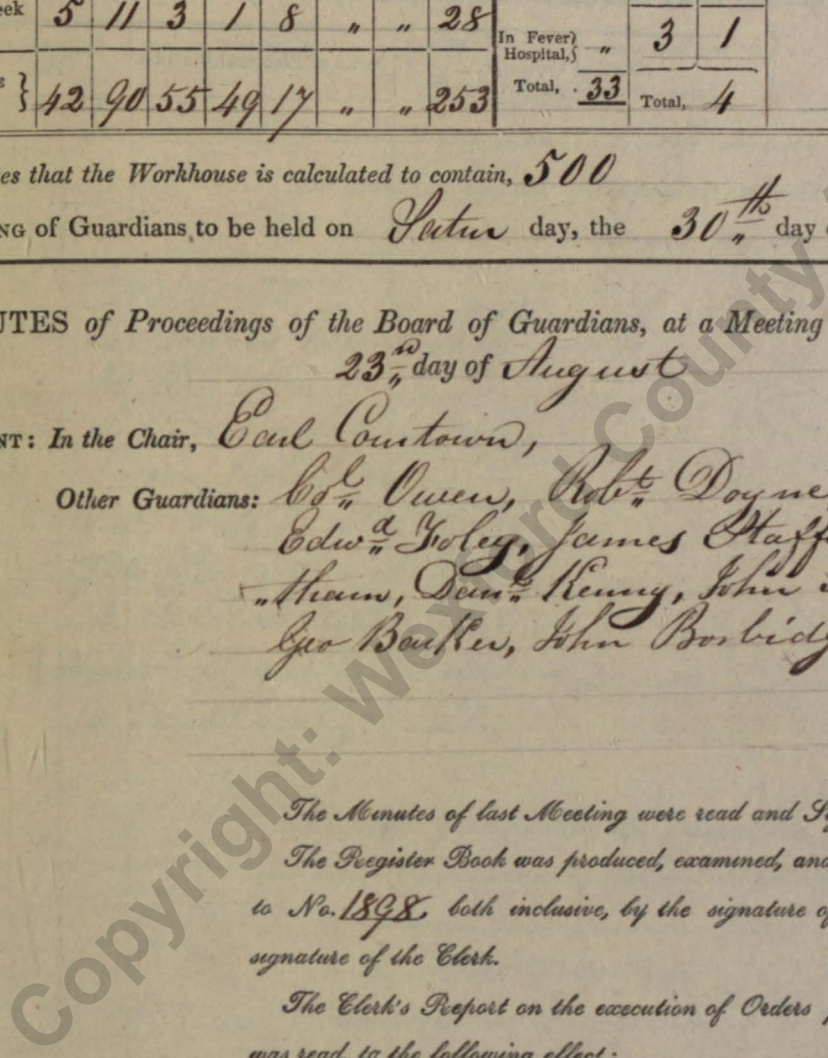 eek 5 11 3 1 8 „ „ 28
In Fever Hospital, „ 3 1
} 42 90 55 49 17 „ „ 253 Total, . 33 Total, 4
es that the Workhouse is calculated to contain, 500
NG of Guardians to be held on Satur day, the 30th day
UTES of Proceedings of the Board of Guardians, at a Meeting
23rd day of August
NT: In the Chair, Earl Courtown,
Other Guardians: Col Owen, Robt Doyne
Edwd Foley, James Staff
„tham, Danl Kenny, John
Geo Barker, John Borbidg
The Minutes of last Meeting were read and Si
The Register Book was produced, examined, and
to No. 1898, both inclusive, by the signature of
signature of the Clerk.
The Clerk's Report on the execution of Orders
was read, to the following effect:
Copyright: Wexford County